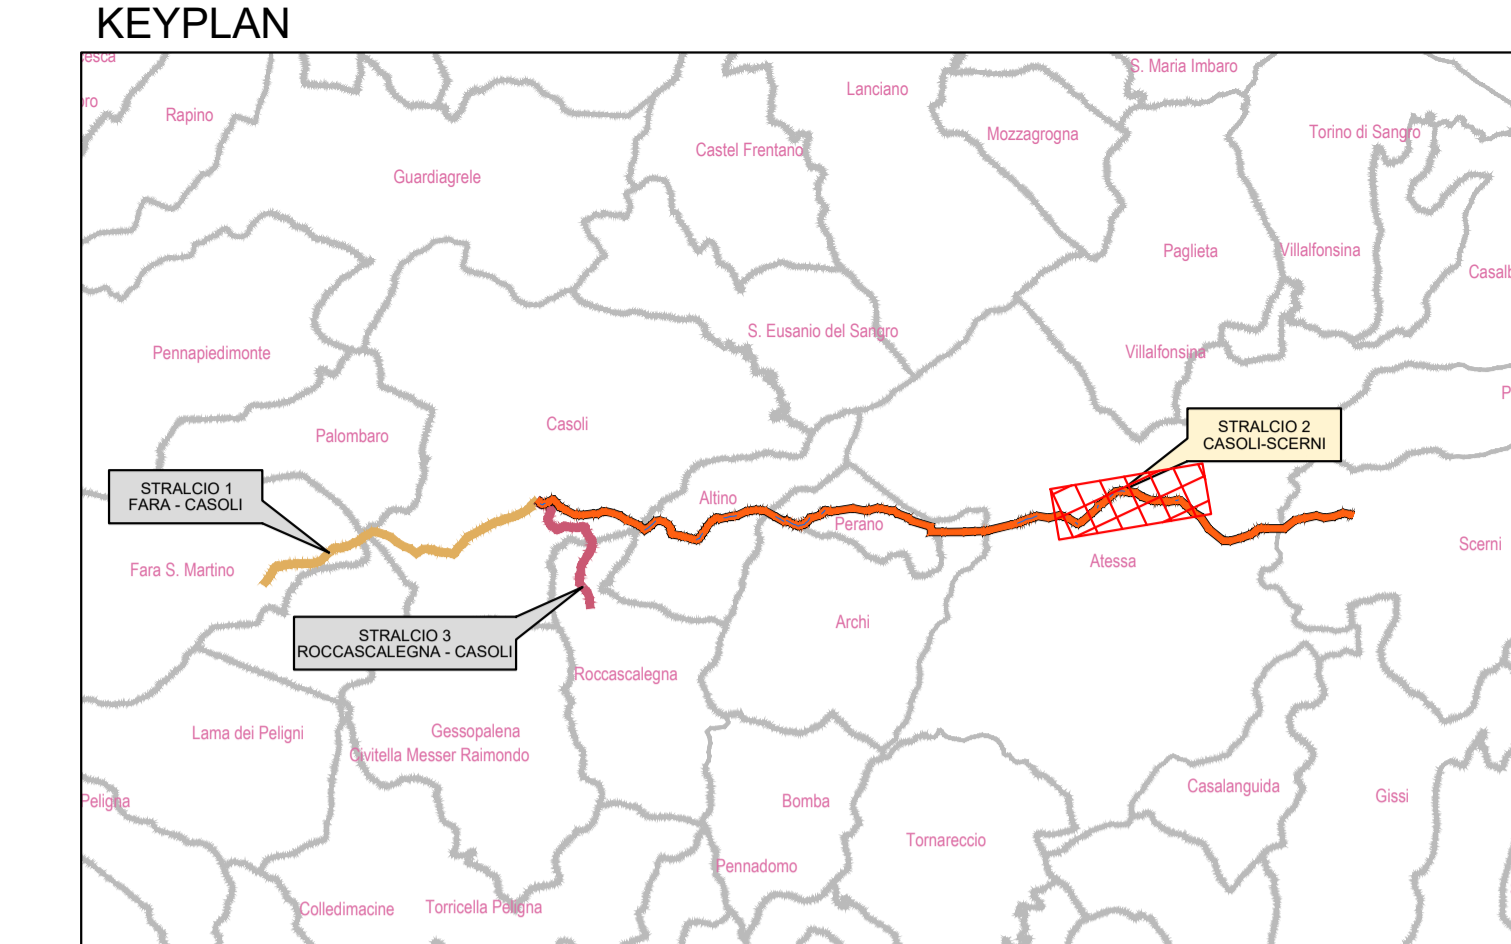 KEYPLAN
esca
S. Maria Imbaro
Lanciano
oro
Rapino
Mozzagrogna
Torino di Sangro
Castel Frentano
Guardiagrele
Paglieta
Villalfonsina
Casalb
S. Eusanio del Sangro
Pennapiedimonte
Villalfonsina
P
Casoli
Palombaro
STRALCIO 2
CASOLI-SCERNI
STRALCIO 1
FARA - CASOLI
Altino
Perano
Scerni
Atessa
Fara S. Martino
Archi
STRALCIO 3
ROCCASCALEGNA - CASOLI
Roccascalegna
Lama dei Peligni
Gessopalena
Civitella Messer Raimondo
Casalanguida
Gissi
Peligna
Bomba
Tornareccio
Pennadomo
Colledimacine
Torricella Peligna